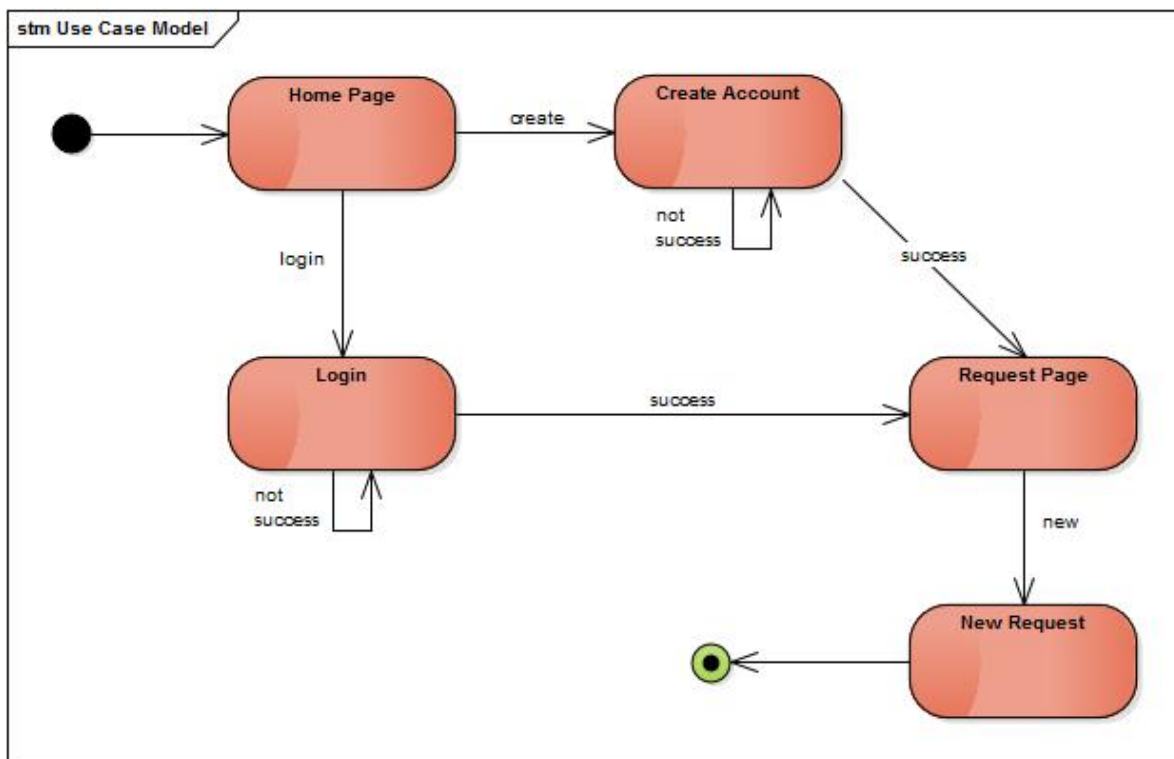 stm Use Case Model
Home Page
Create Account
create
not
success
success
login
Login
Request Page
success
not
success
new
New Request